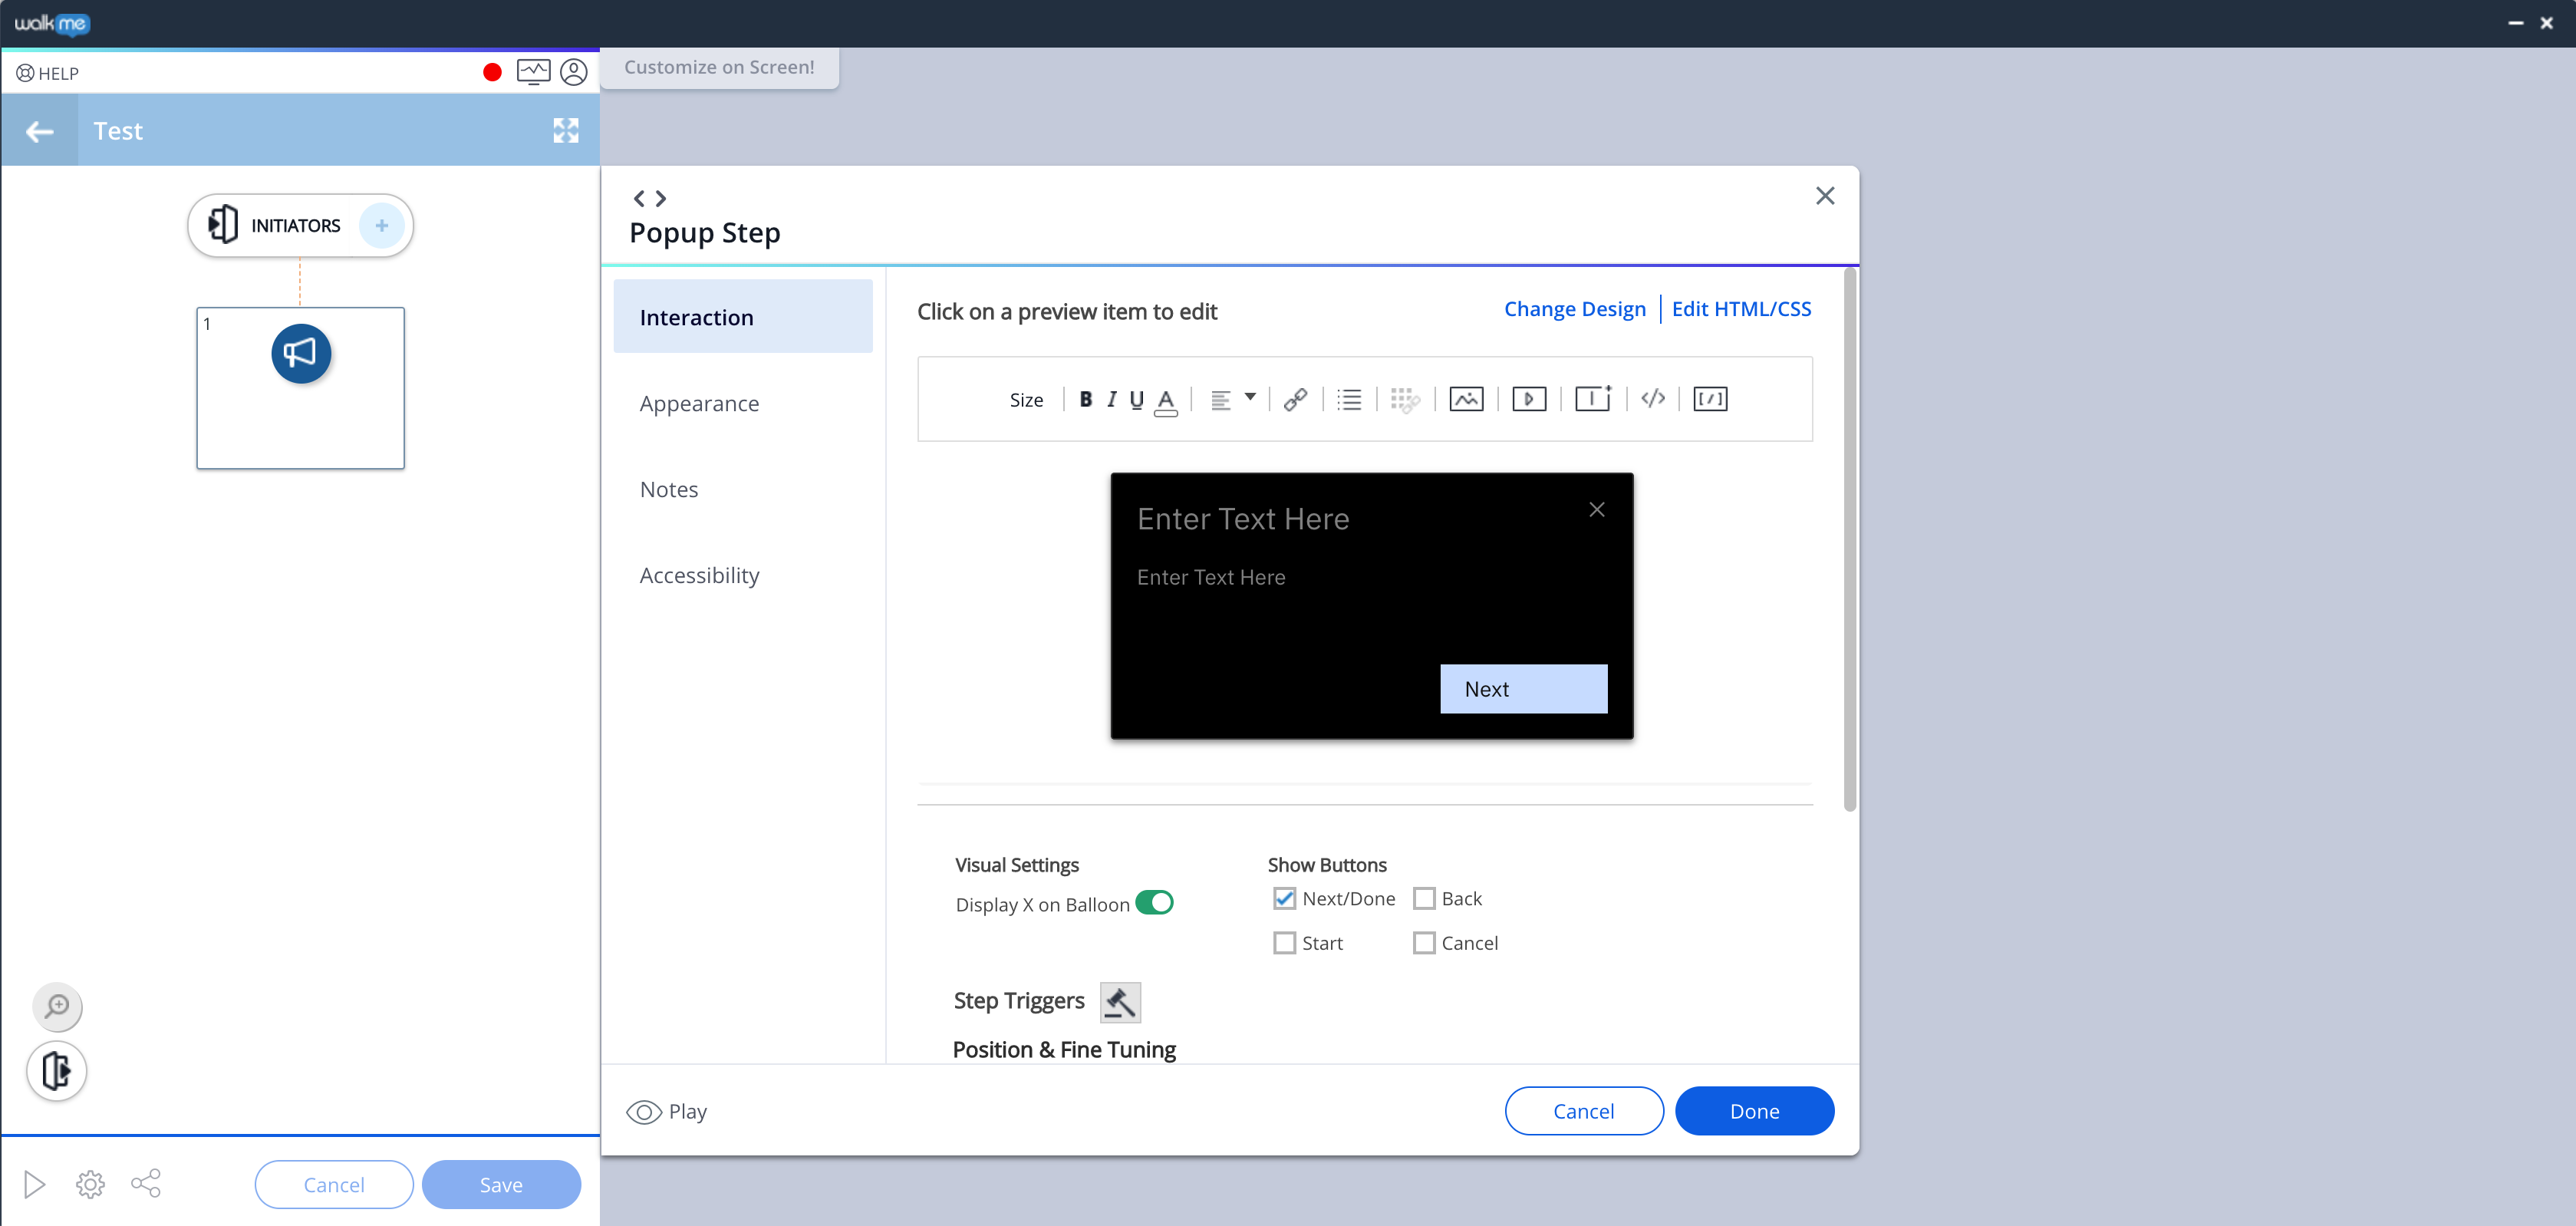 walkme
HELP
Customize on Screen!
Test
INITIATORS
1
Popup Step
Interaction
Appearance
Notes
Accessibility
Click on a preview item to edit
Change Design
Edit HTML/CSS
Size B I U A
Enter Text Here
Enter Text Here
Next
Visual Settings
Display X on Balloon
Show Buttons
Next/Done
Back
Start
Cancel
Step Triggers
Position & Fine Tuning
Play
Cancel
Done
Cancel
Save